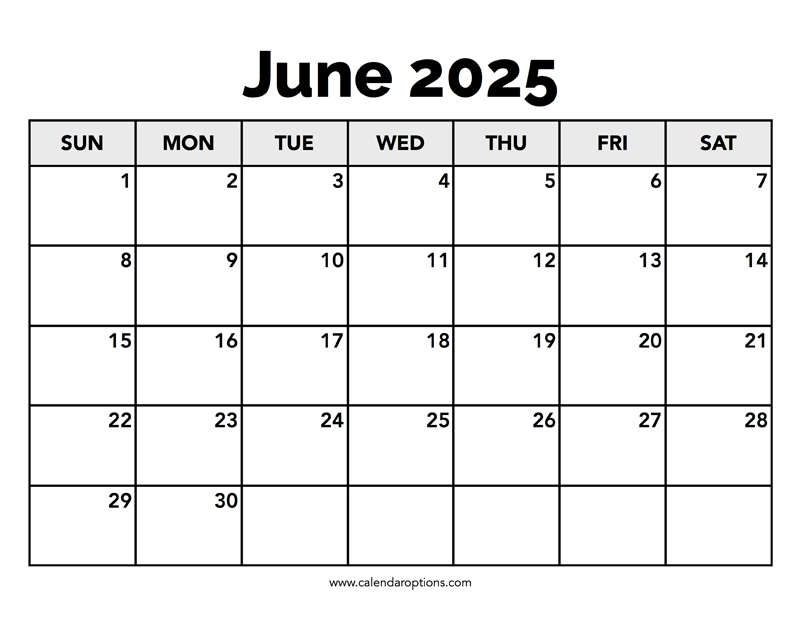 June 2025
SUN MON TUE WED THU FRI SAT
1 2 3 4 5 6 7
8 9 10 11 12 13 14
15 16 17 18 19 20 21
22 23 24 25 26 27 28
29 30
www.calendaroptions.com